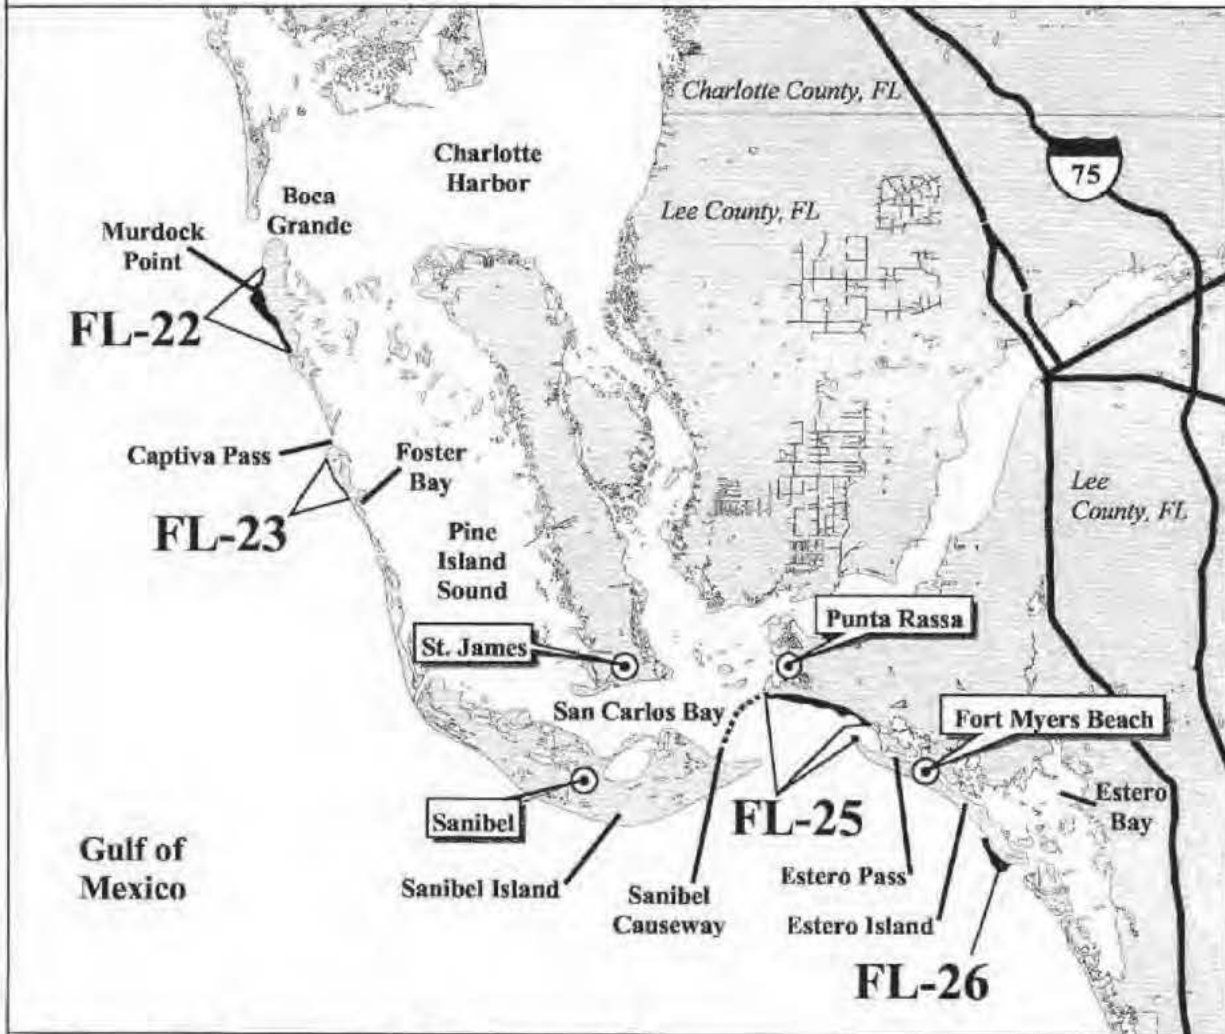 Charlotte County, FL
75
Charlotte
Harbor
Boca
Grande
Lee County, FL
Murdock
Point
FL-22
Captiva Pass
Foster
Bay
Lee
County, FL
FL-23
Pine
Island
Sound
Punta Rassa
St. James
San Carlos Bay
Fort Myers Beach
Sanibel
FL-25
Estero
Bay
Gulf of
Mexico
Sanibel Island
Sanibel
Causeway
Estero Pass
Estero Island
FL-26